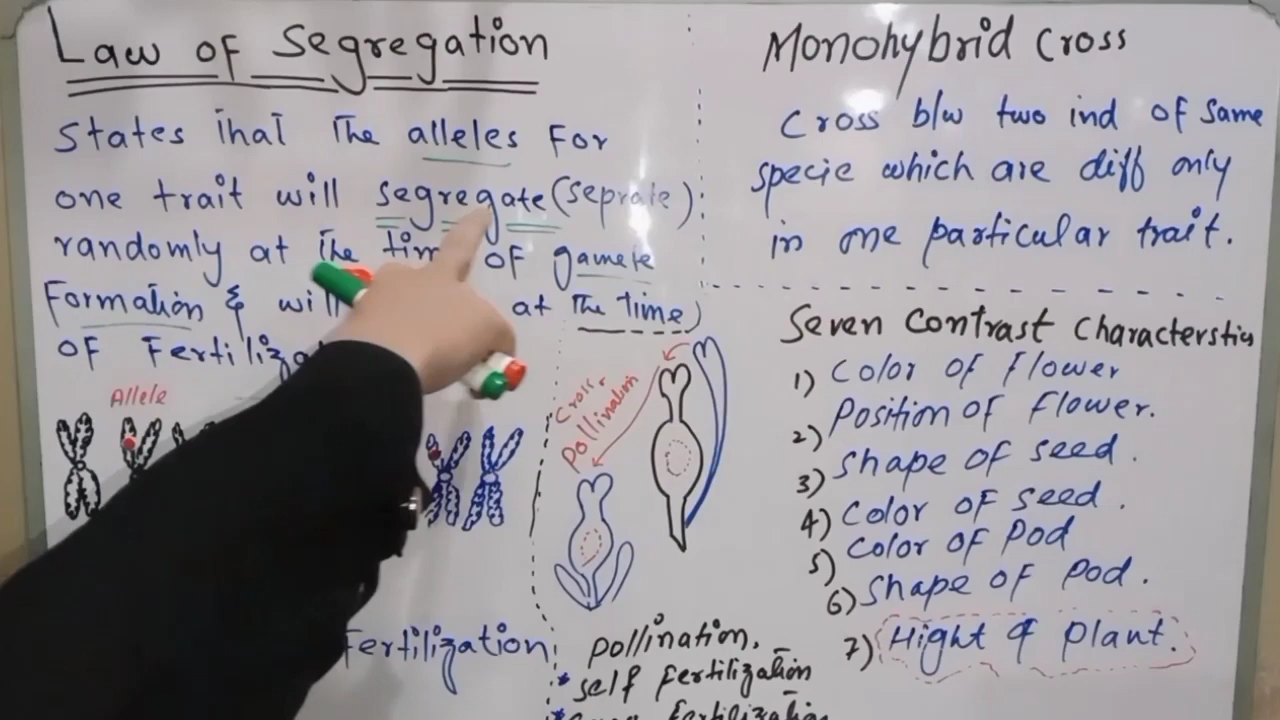 Law of Segregation
States That The alleles For
one trait will segregate (seprate)
randomly at the tim of gamete
Formation & will at The time)
of
Allele
Cross-
Pollination
Fertilization
Monohybrid Cross
Cross b/w two ind of same
specie which are diff only
in one particular trait.
Seven Contrast Characterstics
1) Color of flower
2) Position of flower.
3) Shape of seed.
4) Color of seed.
5) Color of Pod
6) Shape of Pod.
7) Hight of plant.
pollination.
* self fertilization
* fertilization